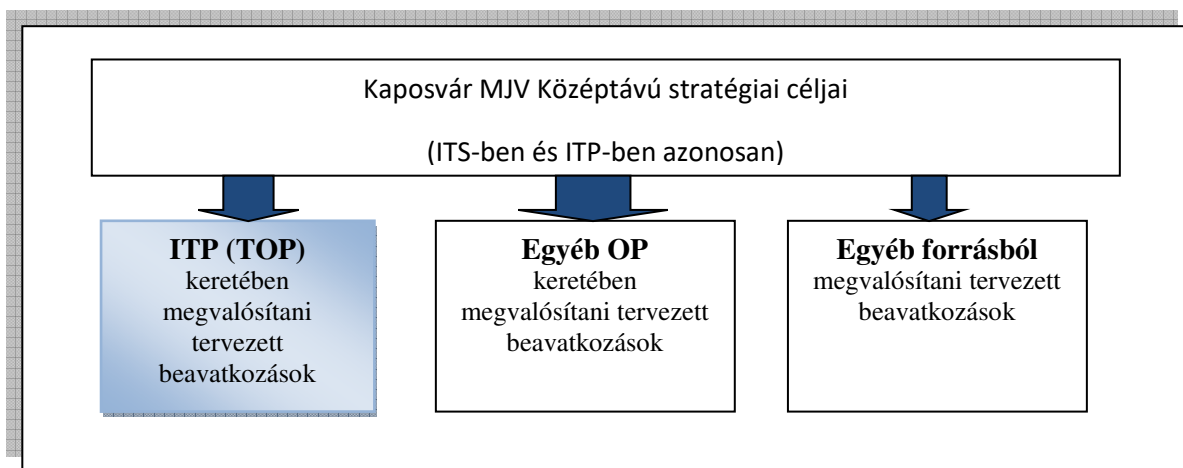 Kaposvár MJV Középtávú stratégiai céljai
(ITS-ben és ITP-ben azonosan)
ITP (TOP)
keretében
megvalósítani
tervezett
beavatkozások
Egyéb OP
keretében
megvalósítani tervezett
beavatkozások
Egyéb forrásból
megvalósítani tervezett
beavatkozások